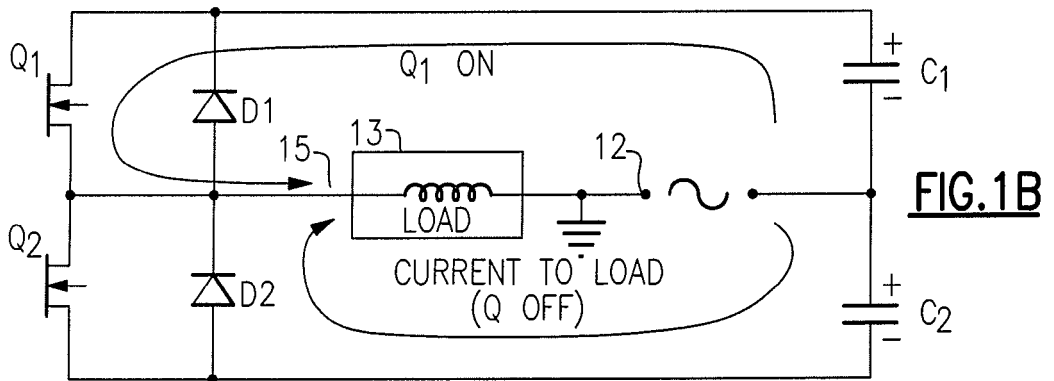 Q1
Q1 ON
+
C1
−
D1
13
15
12
LOAD
FIG.1B
Q2
CURRENT TO LOAD
(Q OFF)
D2
+
C2
−